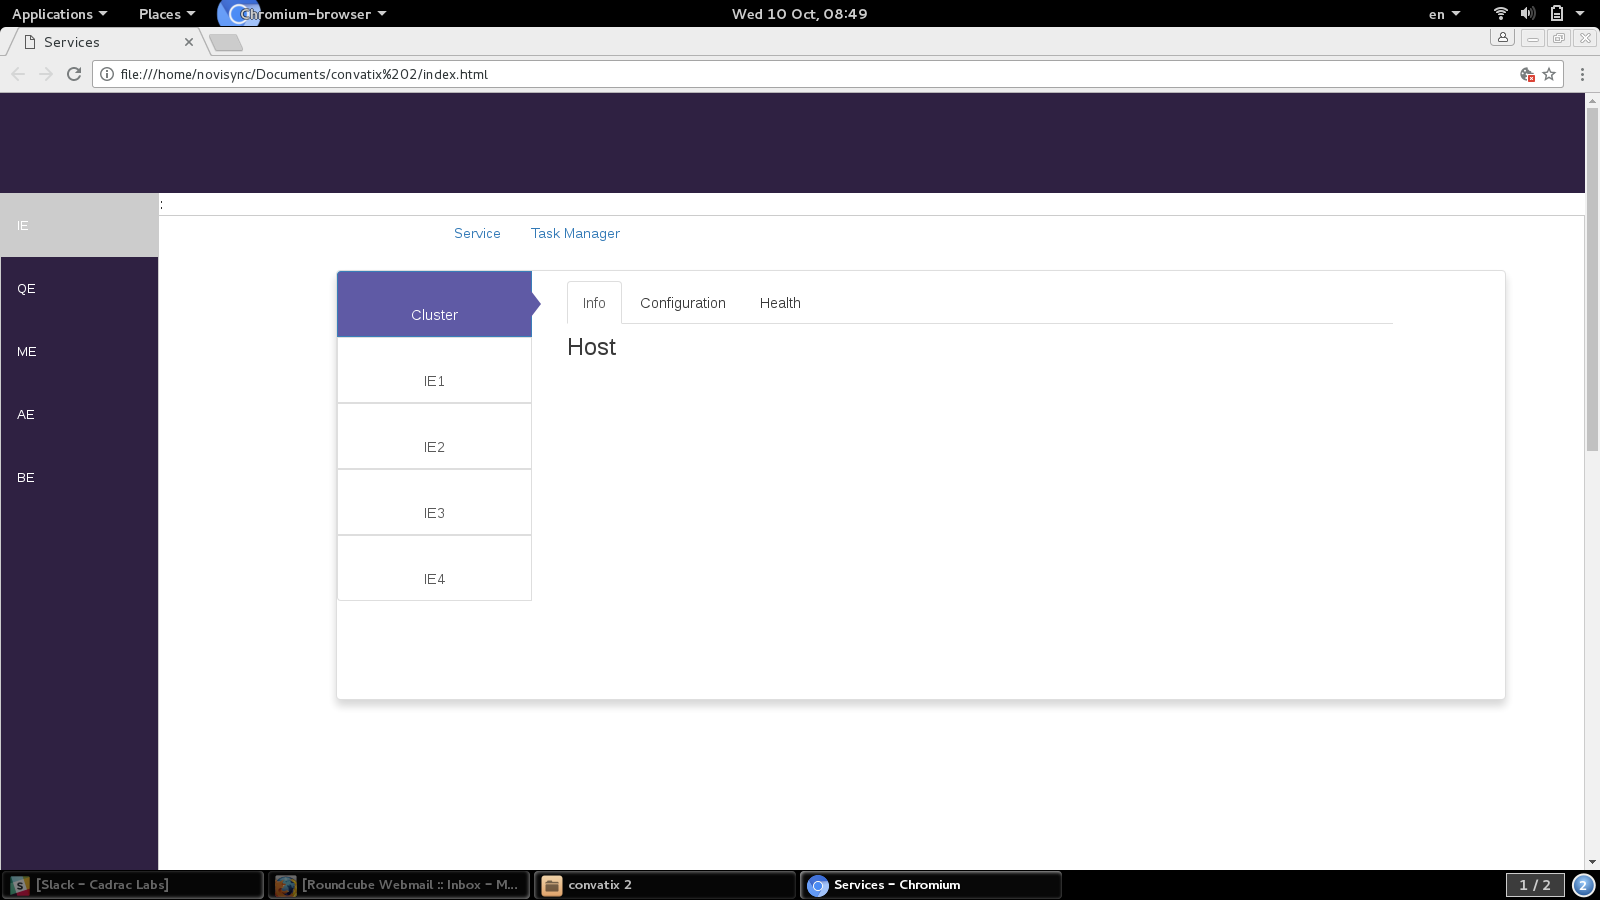 Applications Places Chromium-browser Wed 10 Oct, 08:49 en
Services
file:///home/novisync/Documents/convatix%202/index.html
:
IE
Service Task Manager
Cluster
Info Configuration Health
Host
QE
ME
AE
BE
IE1
IE2
IE3
IE4
[Slack - Cadrac Labs] [Roundcube Webmail :: Inbox - M... convatix 2 Services - Chromium 1 / 2 2